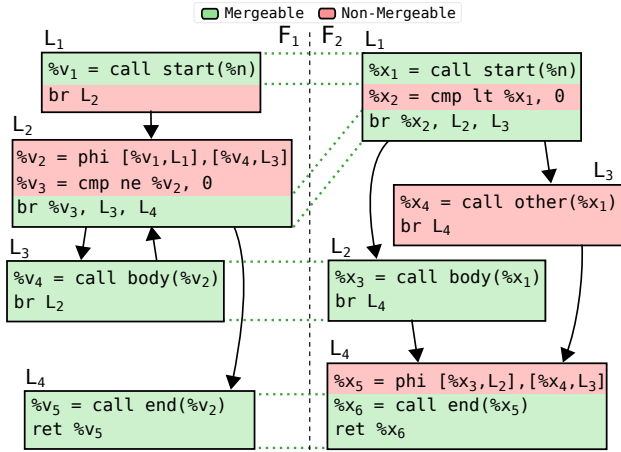 Mergeable Non-Mergeable
F1 F2
L1
%v1 = call start(%n)
br L2
L2
%v2 = phi [%v1,L1],[%v4,L3]
%v3 = cmp ne %v2, 0
br %v3, L3, L4
L3
%v4 = call body(%v2)
br L2
L4
%v5 = call end(%v2)
ret %v5
L1
%x1 = call start(%n)
%x2 = cmp lt %x1, 0
br %x2, L2, L3
L3
%x4 = call other(%x1)
br L4
L2
%x3 = call body(%x1)
br L4
L4
%x5 = phi [%x3,L2],[%x4,L3]
%x6 = call end(%x5)
ret %x6